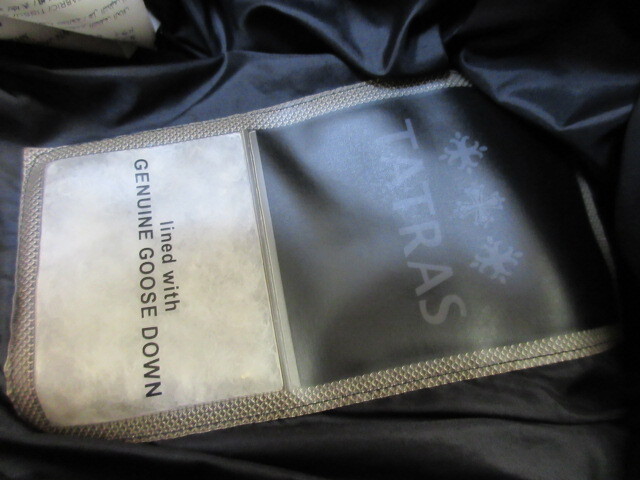 TATRAS
lined with
GENUINE GOOSE DOWN